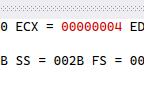 0 ECX = 00000004 ED
B SS = 002B FS = 00